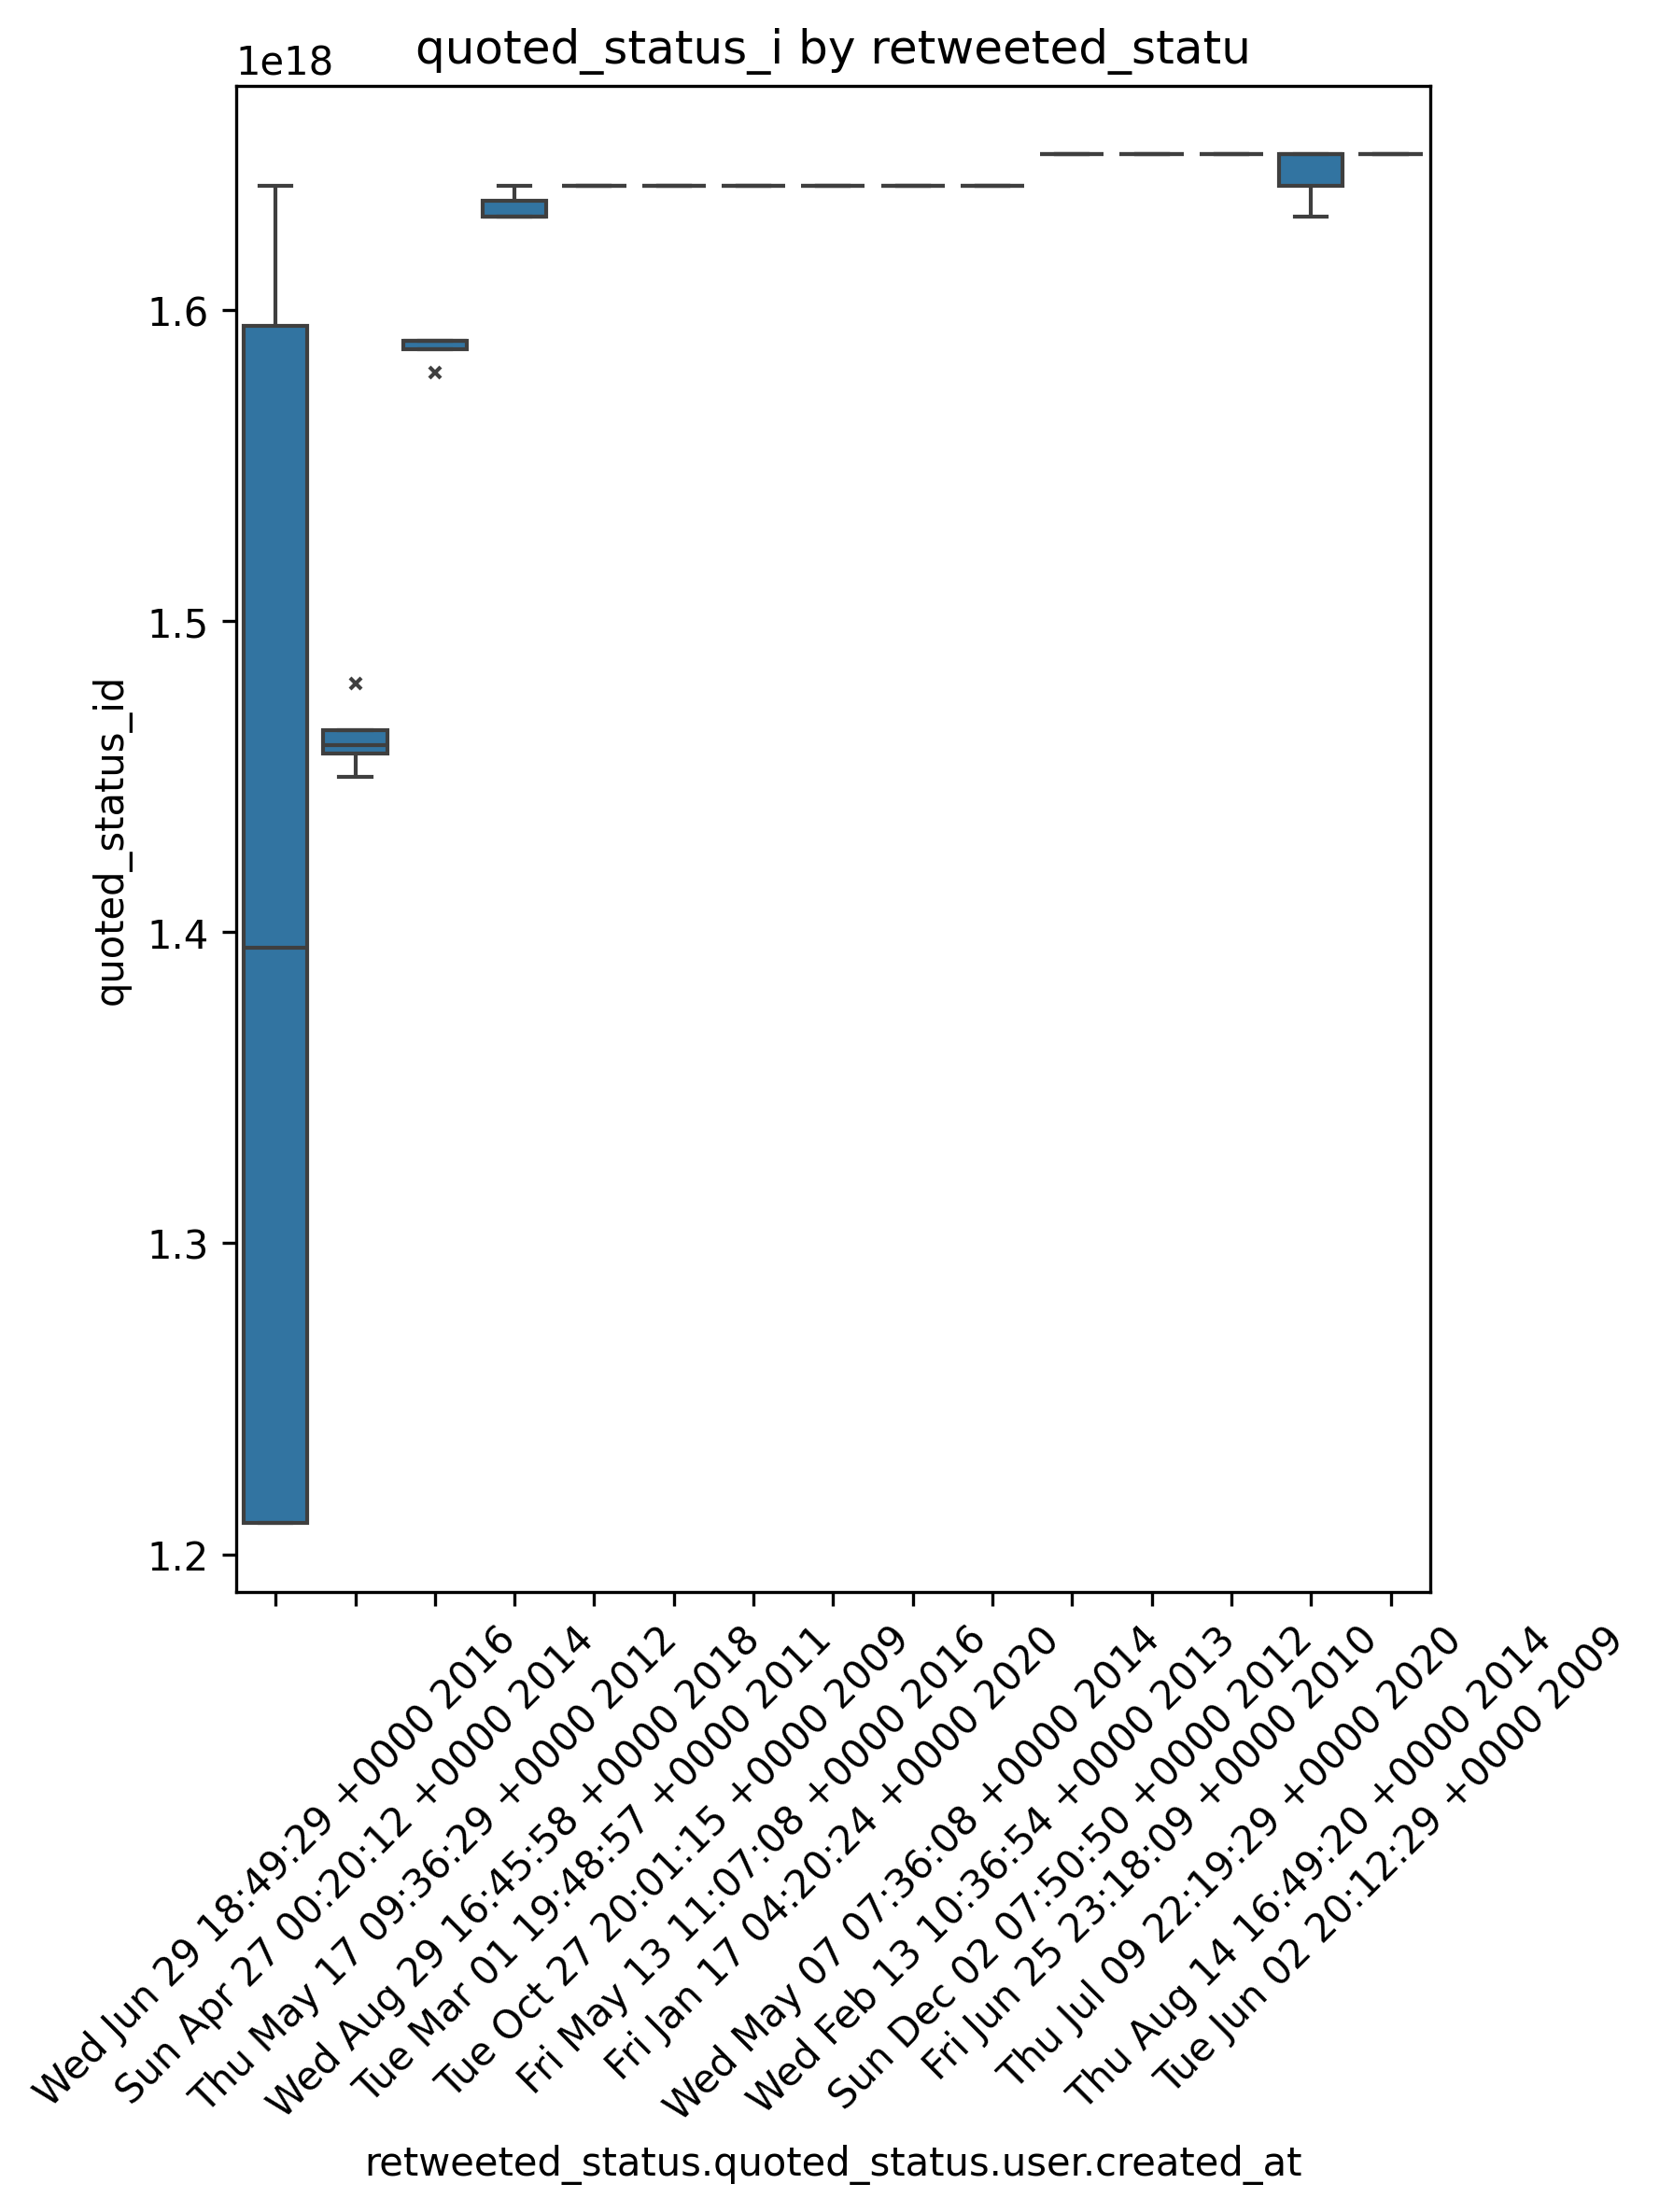 quoted_status_i by retweeted_statu
1e18
1.6
1.5
1.4
1.3
1.2
quoted_status_id
Wed Jun 29 18:49:29 +0000 2016
Sun Apr 27 00:20:12 +0000 2014
Thu May 17 09:36:29 +0000 2012
Wed Aug 29 16:45:58 +0000 2018
Tue Mar 01 19:48:57 +0000 2011
Tue Oct 27 20:01:15 +0000 2009
Fri May 13 11:07:08 +0000 2016
Fri Jan 17 04:20:24 +0000 2020
Wed May 07 07:36:08 +0000 2014
Wed Feb 13 10:36:54 +0000 2013
Sun Dec 02 07:50:50 +0000 2012
Fri Jun 25 23:18:09 +0000 2010
Thu Jul 09 22:19:29 +0000 2020
Thu Aug 14 16:49:20 +0000 2014
Tue Jun 02 20:12:29 +0000 2009
retweeted_status.quoted_status.user.created_at